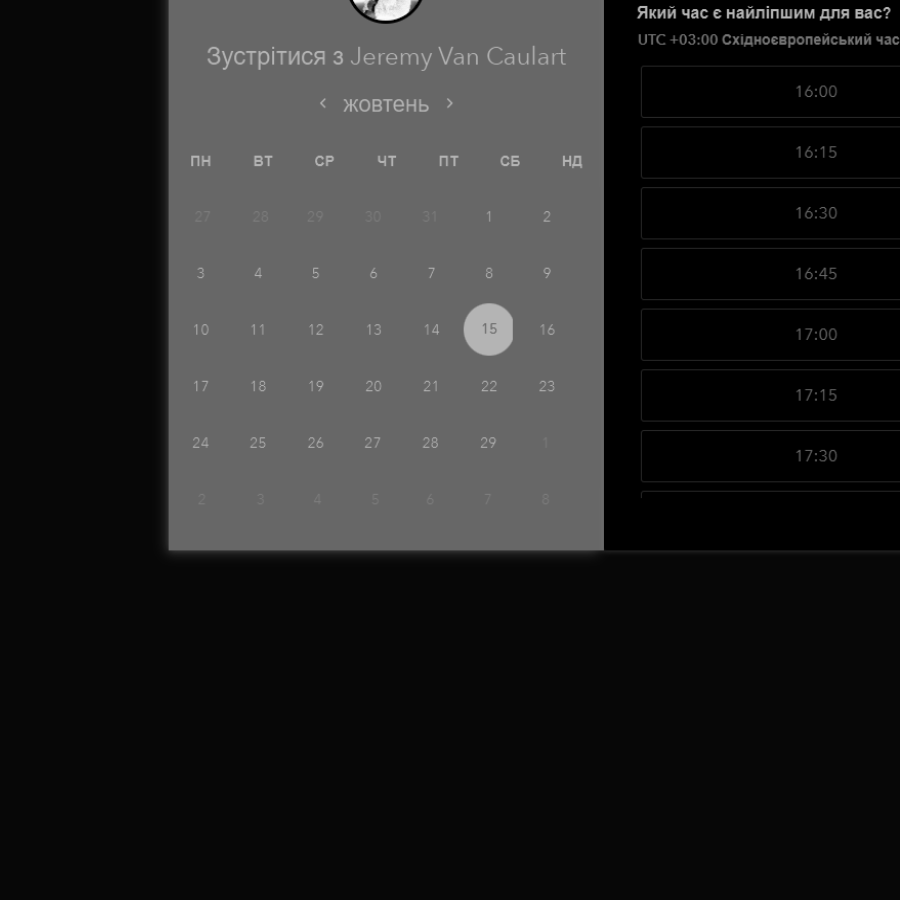 Зустрітися з Jeremy Van Caulart
жовтень
ПН ВТ СР ЧТ ПТ СБ НД
27 28 29 30 31 1 2
3 4 5 6 7 8 9
10 11 12 13 14 15 16
17 18 19 20 21 22 23
24 25 26 27 28 29 1
2 3 4 5 6 7 8
Який час є найліпшим для вас?
UTC +03:00 Східноєвропейський час
16:00
16:15
16:30
16:45
17:00
17:15
17:30